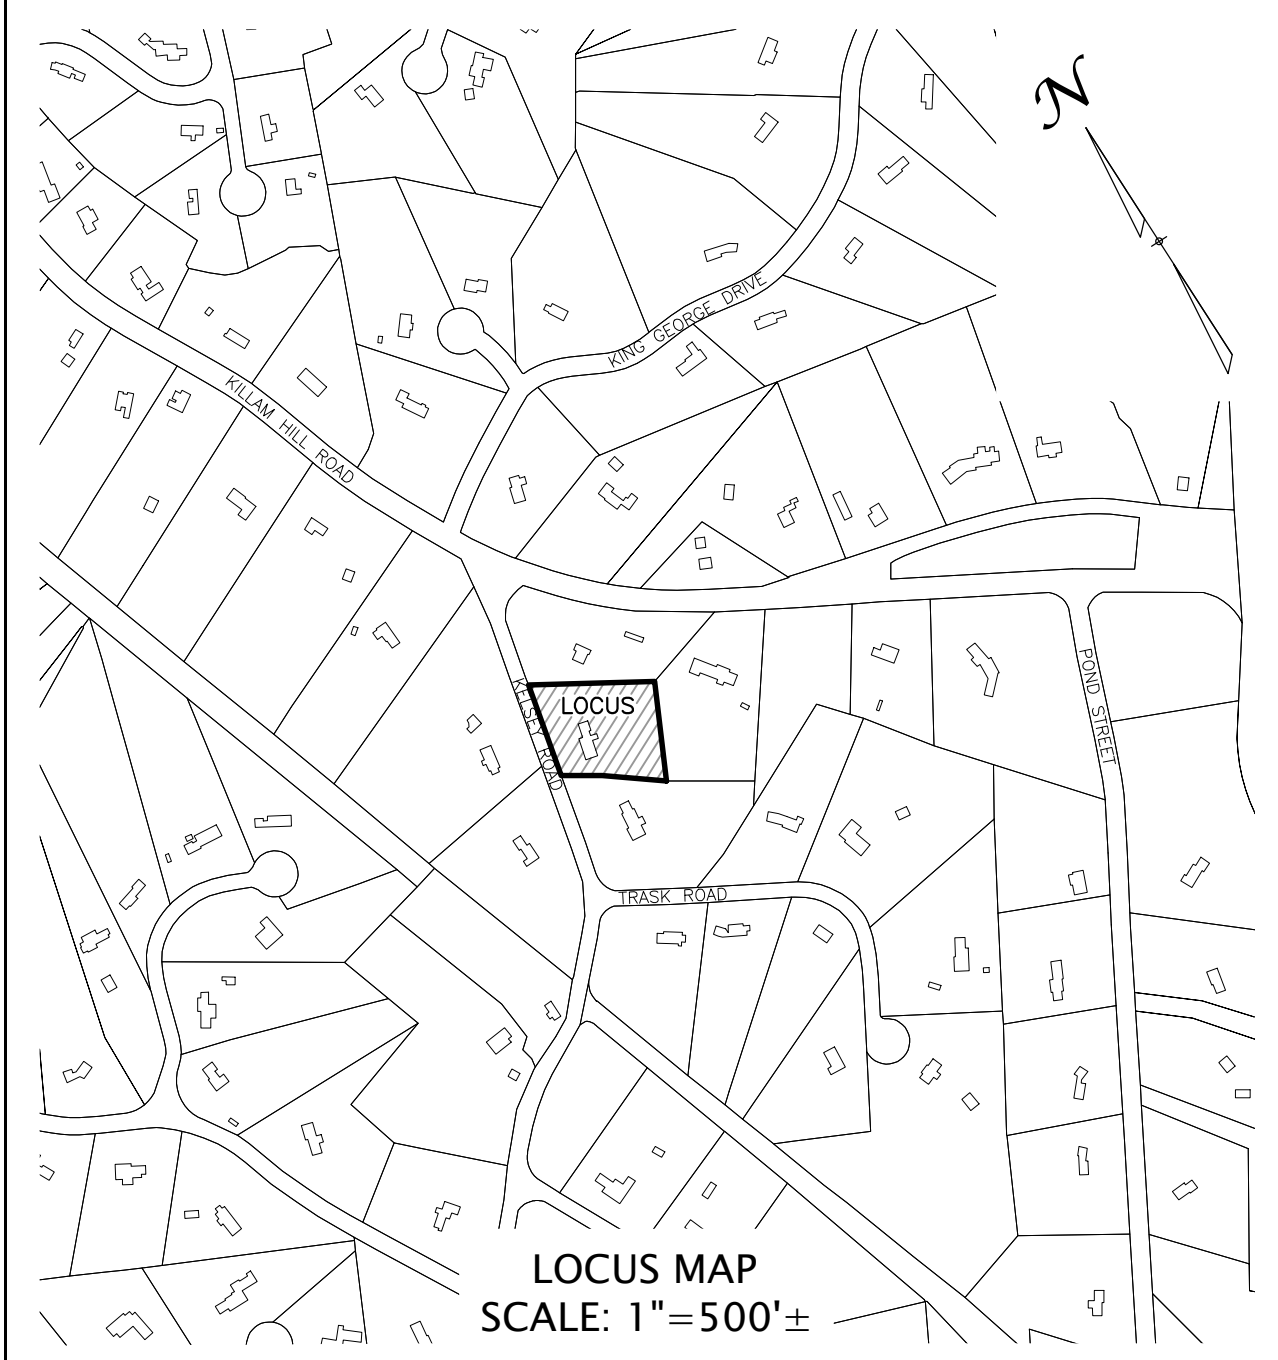 N
KING GEORGE DRIVE
KILLAM HILL ROAD
POND STREET
KELSEY ROAD
LOCUS
TRASK ROAD
LOCUS MAP
SCALE: 1"=500'±